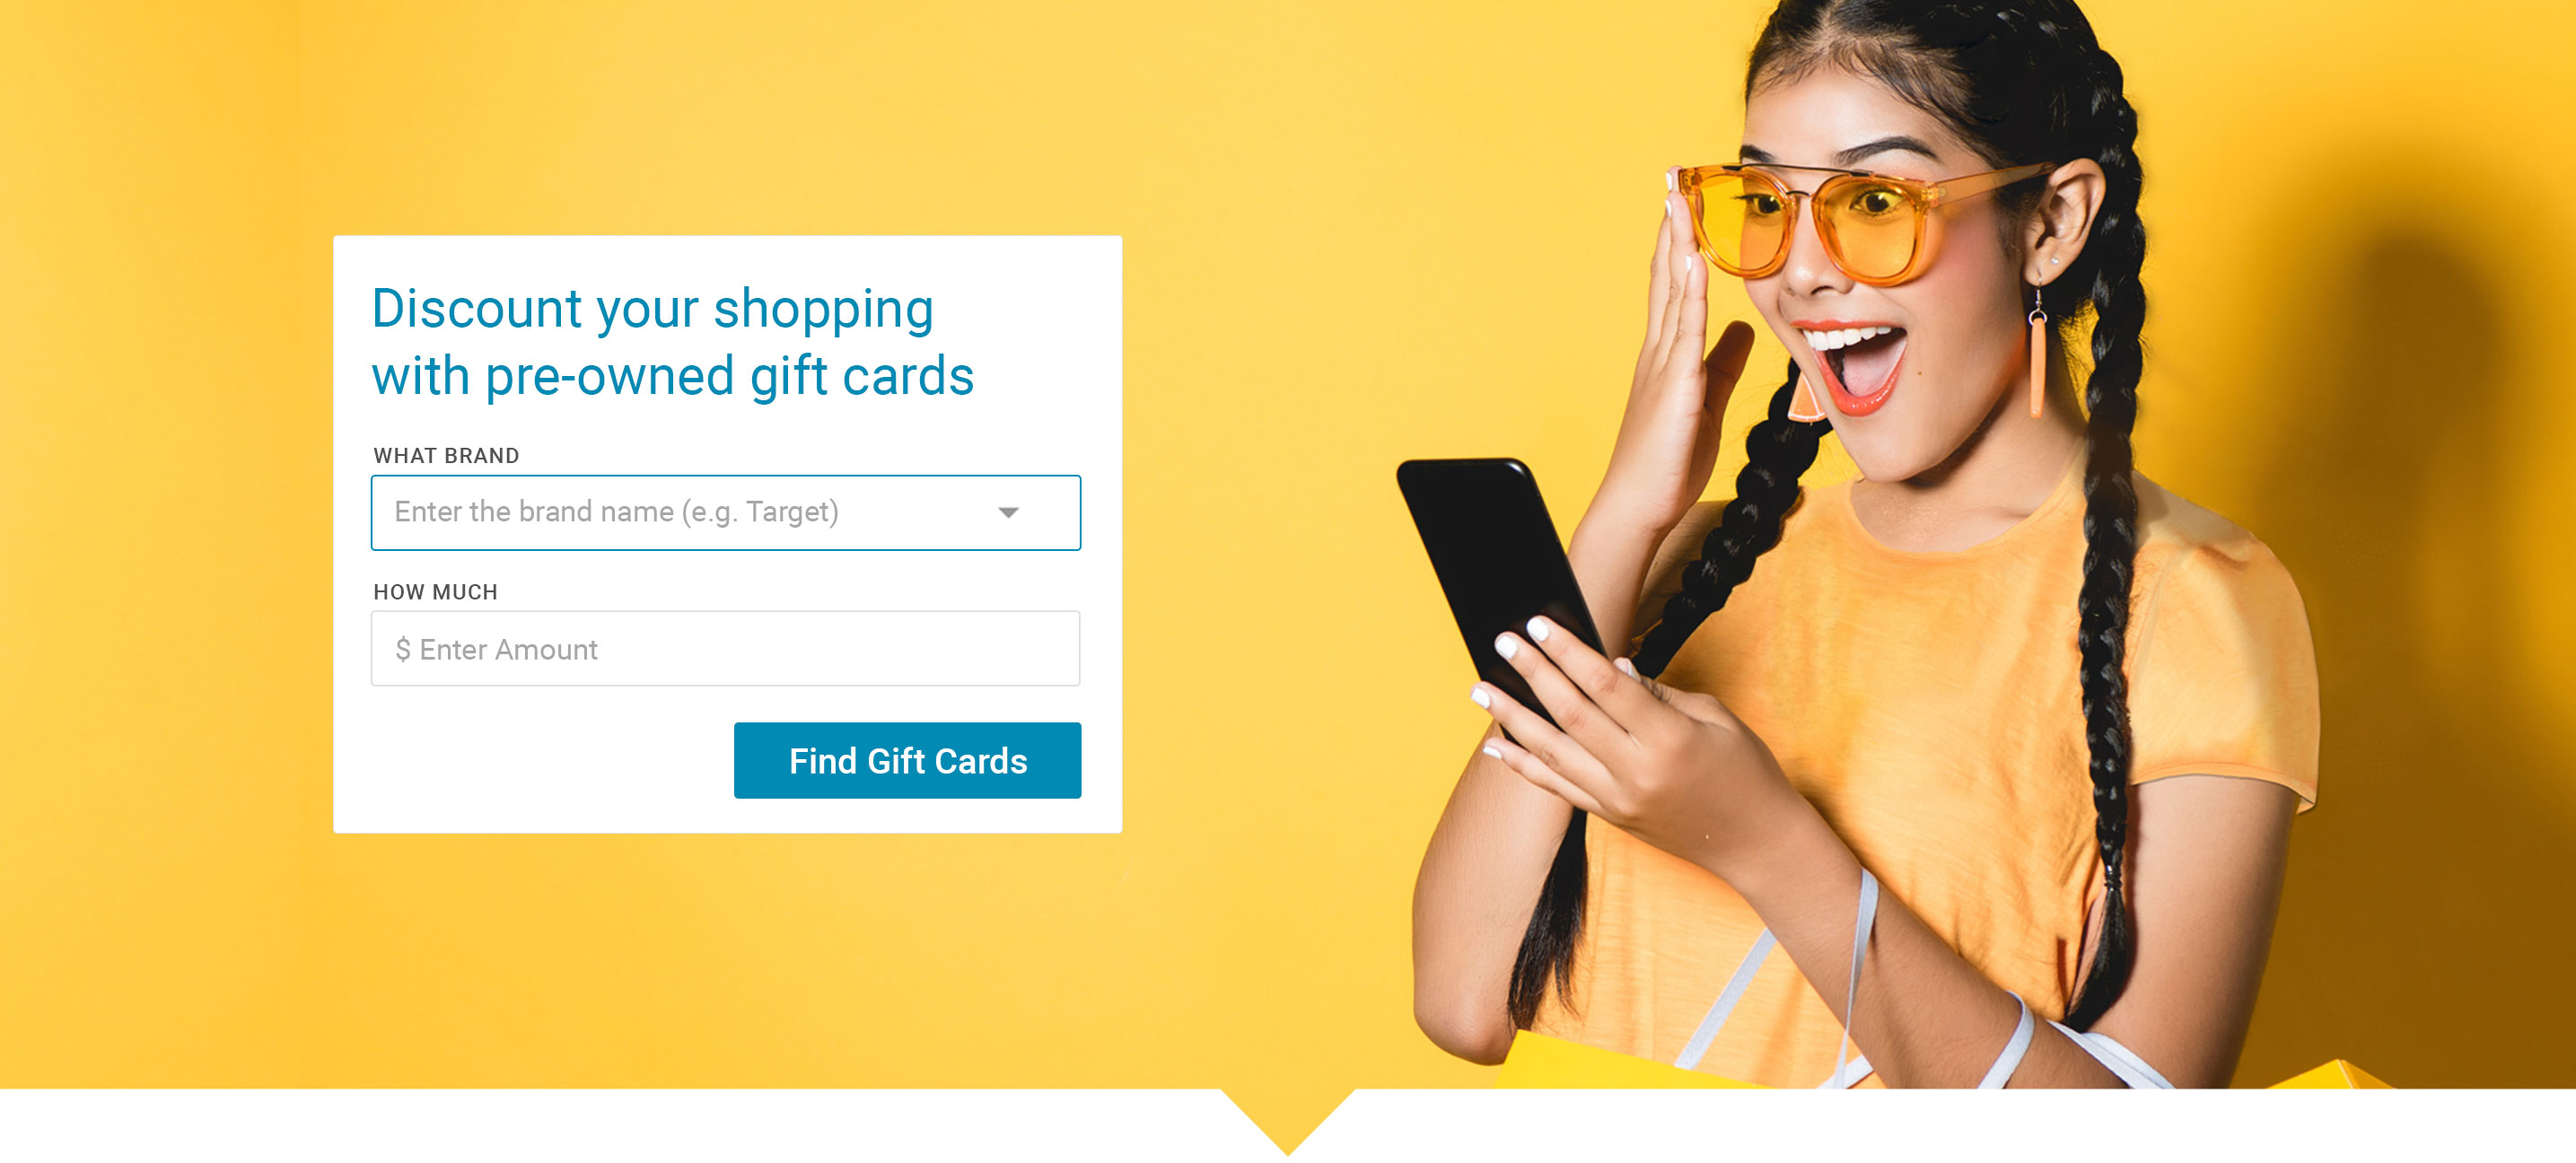 Discount your shopping
with pre-owned gift cards
WHAT BRAND
Enter the brand name (e.g. Target)
HOW MUCH
$ Enter Amount
Find Gift Cards